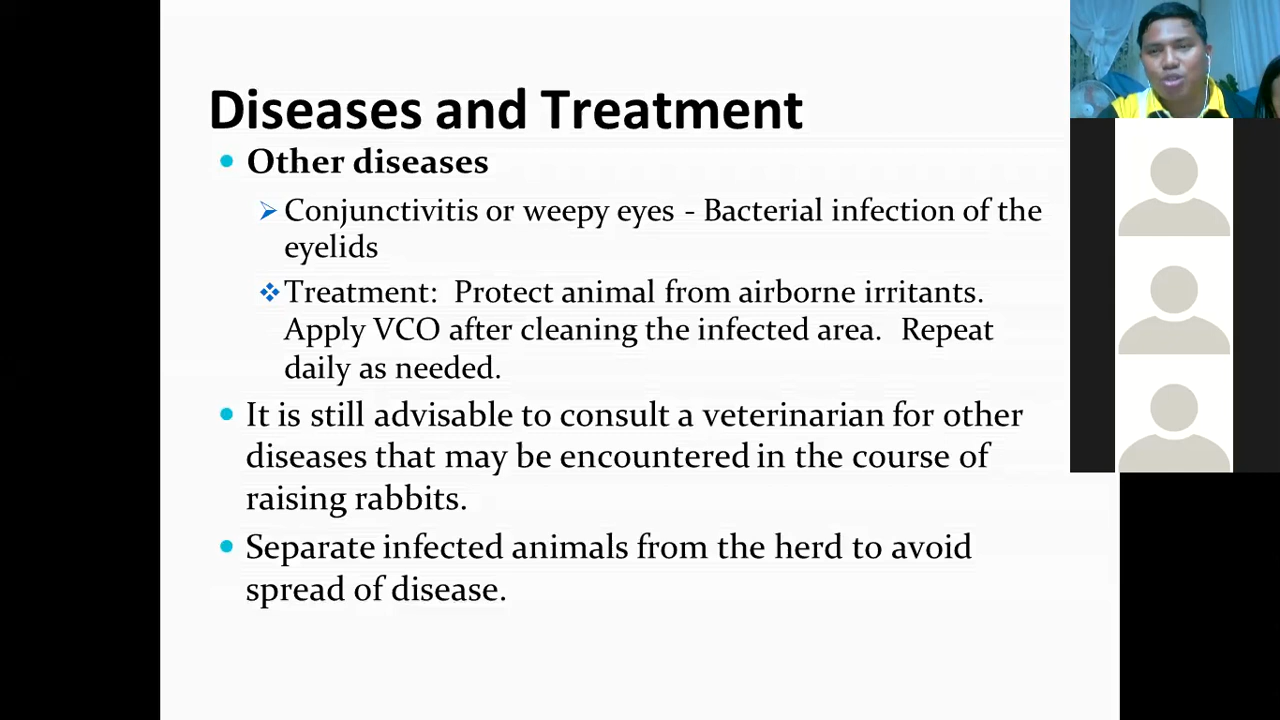 Diseases and Treatment
Other diseases
Conjunctivitis or weepy eyes - Bacterial infection of the
eyelids
Treatment: Protect animal from airborne irritants.
Apply VCO after cleaning the infected area. Repeat
daily as needed.
It is still advisable to consult a veterinarian for other
diseases that may be encountered in the course of
raising rabbits.
Separate infected animals from the herd to avoid
spread of disease.